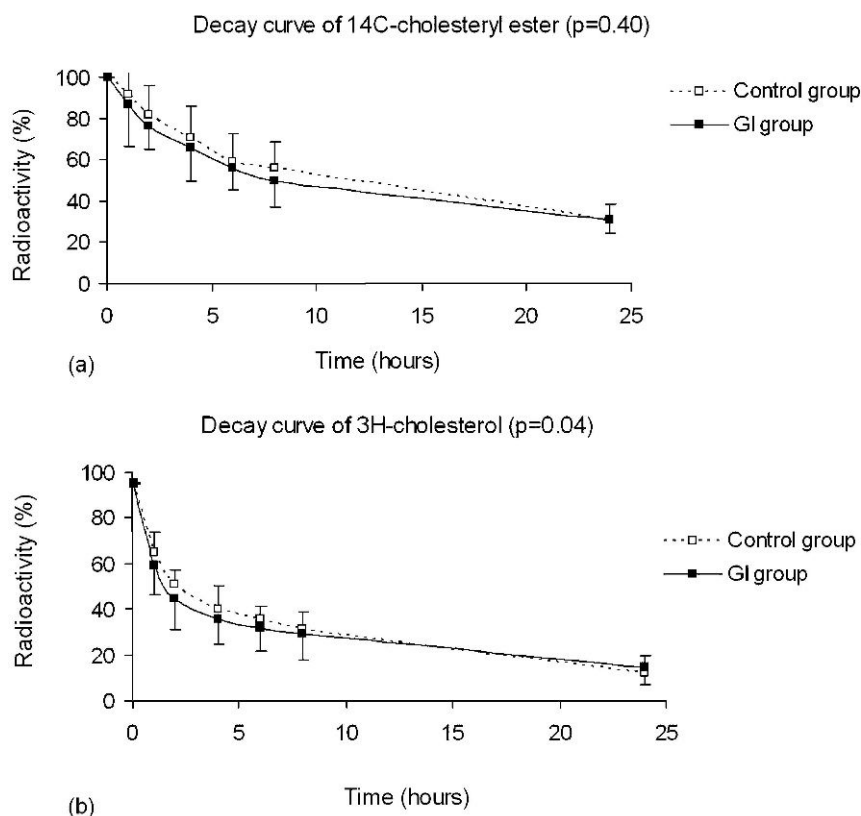 Decay curve of 14C-cholesteryl ester (p=0.40)
100
80
60
40
20
0
Radioactivity (%)
0 5 10 15 20 25
Time (hours)
Control group
GI group
(a)
Decay curve of 3H-cholesterol (p=0.04)
100
80
60
40
20
0
Radioactivity (%)
0 5 10 15 20 25
Time (hours)
Control group
GI group
(b)